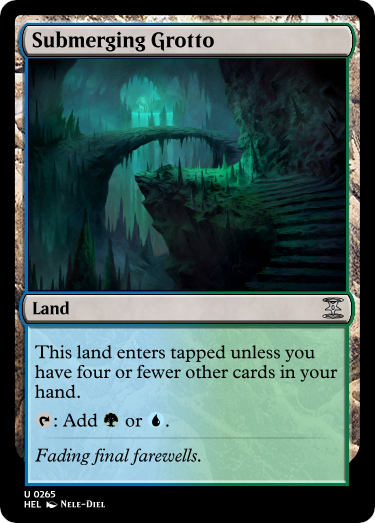 Submerging Grotto
Land
This land enters tapped unless you
have four or fewer other cards in your
hand.
: Add or .
Fading final farewells.
U 0265
HEL Nele-Diel